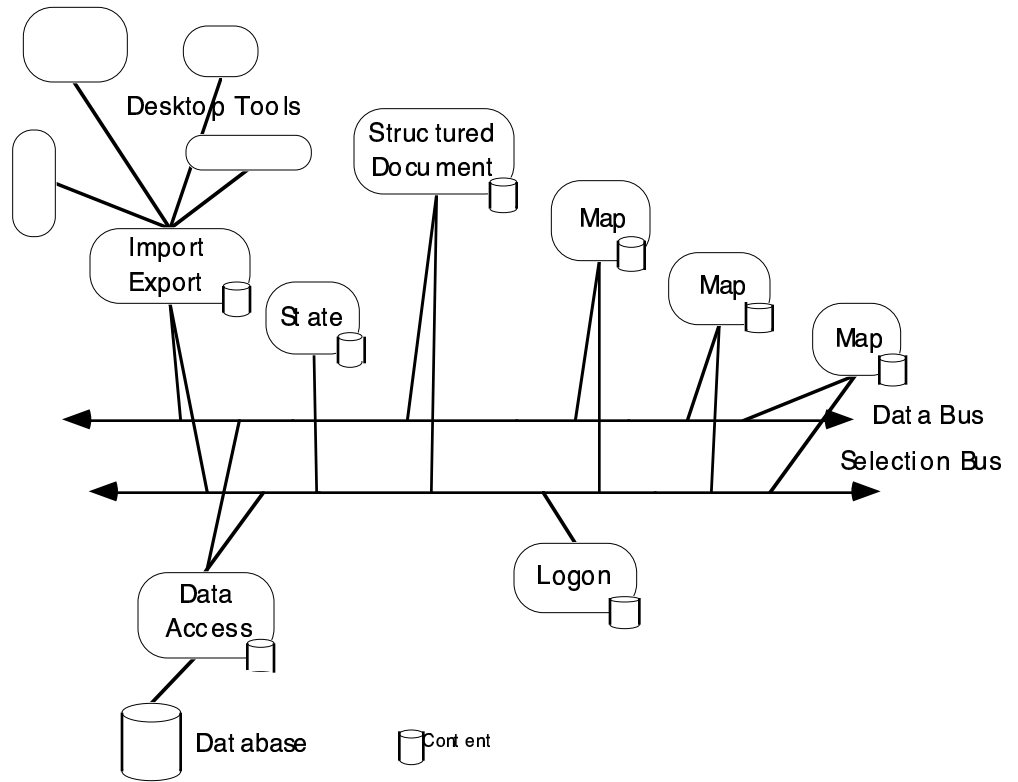 Desktop Tools
Structured
Document
Map
Import
Export
Map
State
Map
Data Bus
Selection Bus
Logon
Data
Access
Database
Content